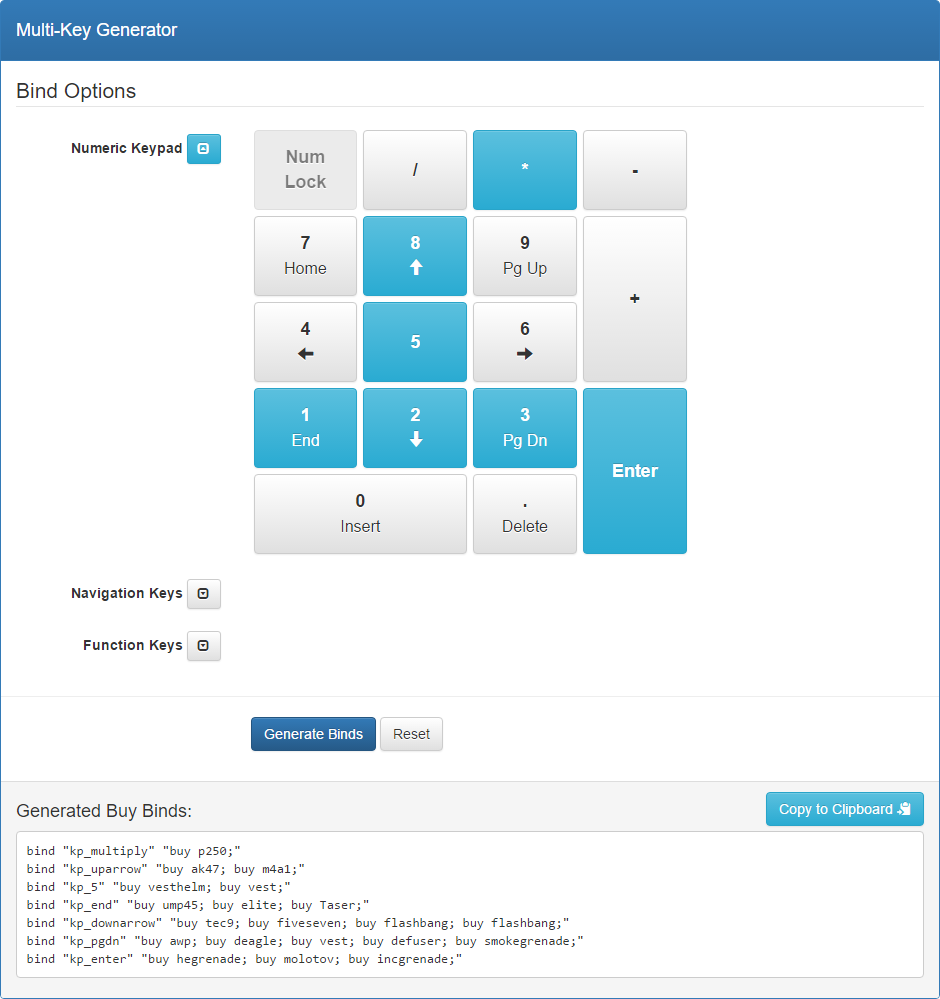 Multi-Key Generator
Bind Options
Numeric Keypad
Num
Lock
/
*
-
7
Home
8
9
Pg Up
+
4
5
6
1
End
2
3
Pg Dn
Enter
0
Insert
.
Delete
Navigation Keys
Function Keys
Generate Binds
Reset
Generated Buy Binds:
Copy to Clipboard
bind "kp_multiply" "buy p250;"
bind "kp_uparrow" "buy ak47; buy m4a1;"
bind "kp_5" "buy vesthelm; buy vest;"
bind "kp_end" "buy ump45; buy elite; buy Taser;"
bind "kp_downarrow" "buy tec9; buy fiveseven; buy flashbang; buy flashbang;"
bind "kp_pgdn" "buy awp; buy deagle; buy vest; buy defuser; buy smokegrenade;"
bind "kp_enter" "buy hegrenade; buy molotov; buy incgrenade;"